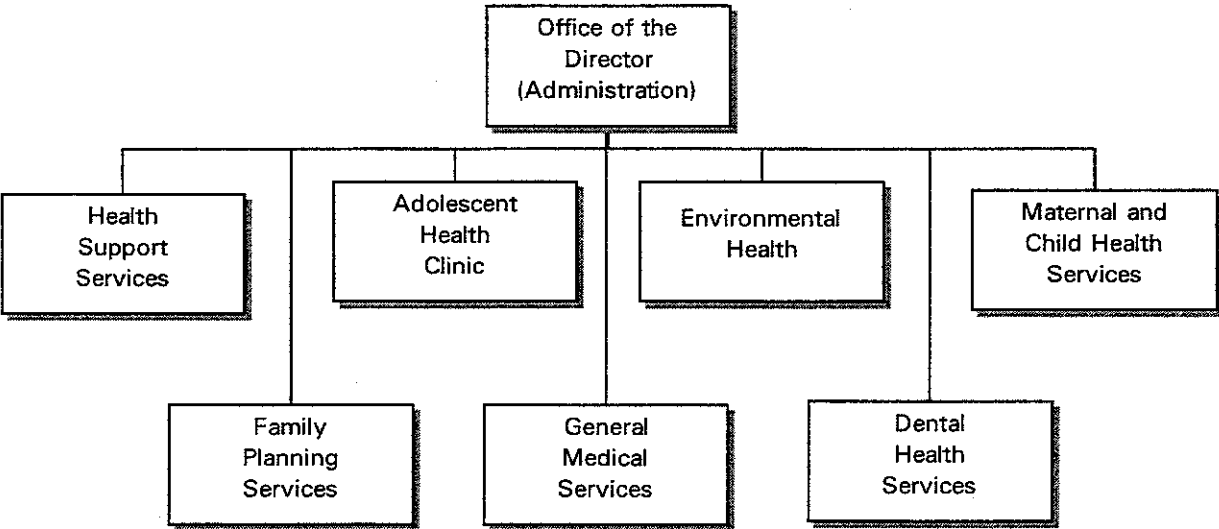 Office of the
Director
(Administration)
Health
Support
Services
Adolescent
Health
Clinic
Environmental
Health
Maternal and
Child Health
Services
Family
Planning
Services
General
Medical
Services
Dental
Health
Services